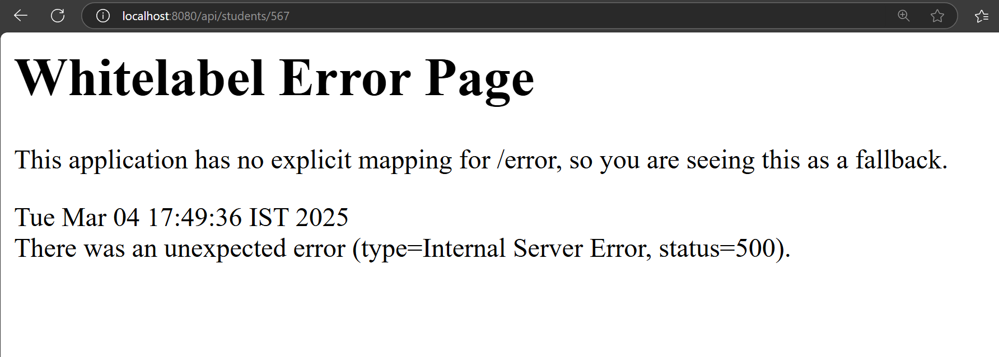 localhost:8080/api/students/567
Whitelabel Error Page
This application has no explicit mapping for /error, so you are seeing this as a fallback.
Tue Mar 04 17:49:36 IST 2025
There was an unexpected error (type=Internal Server Error, status=500).